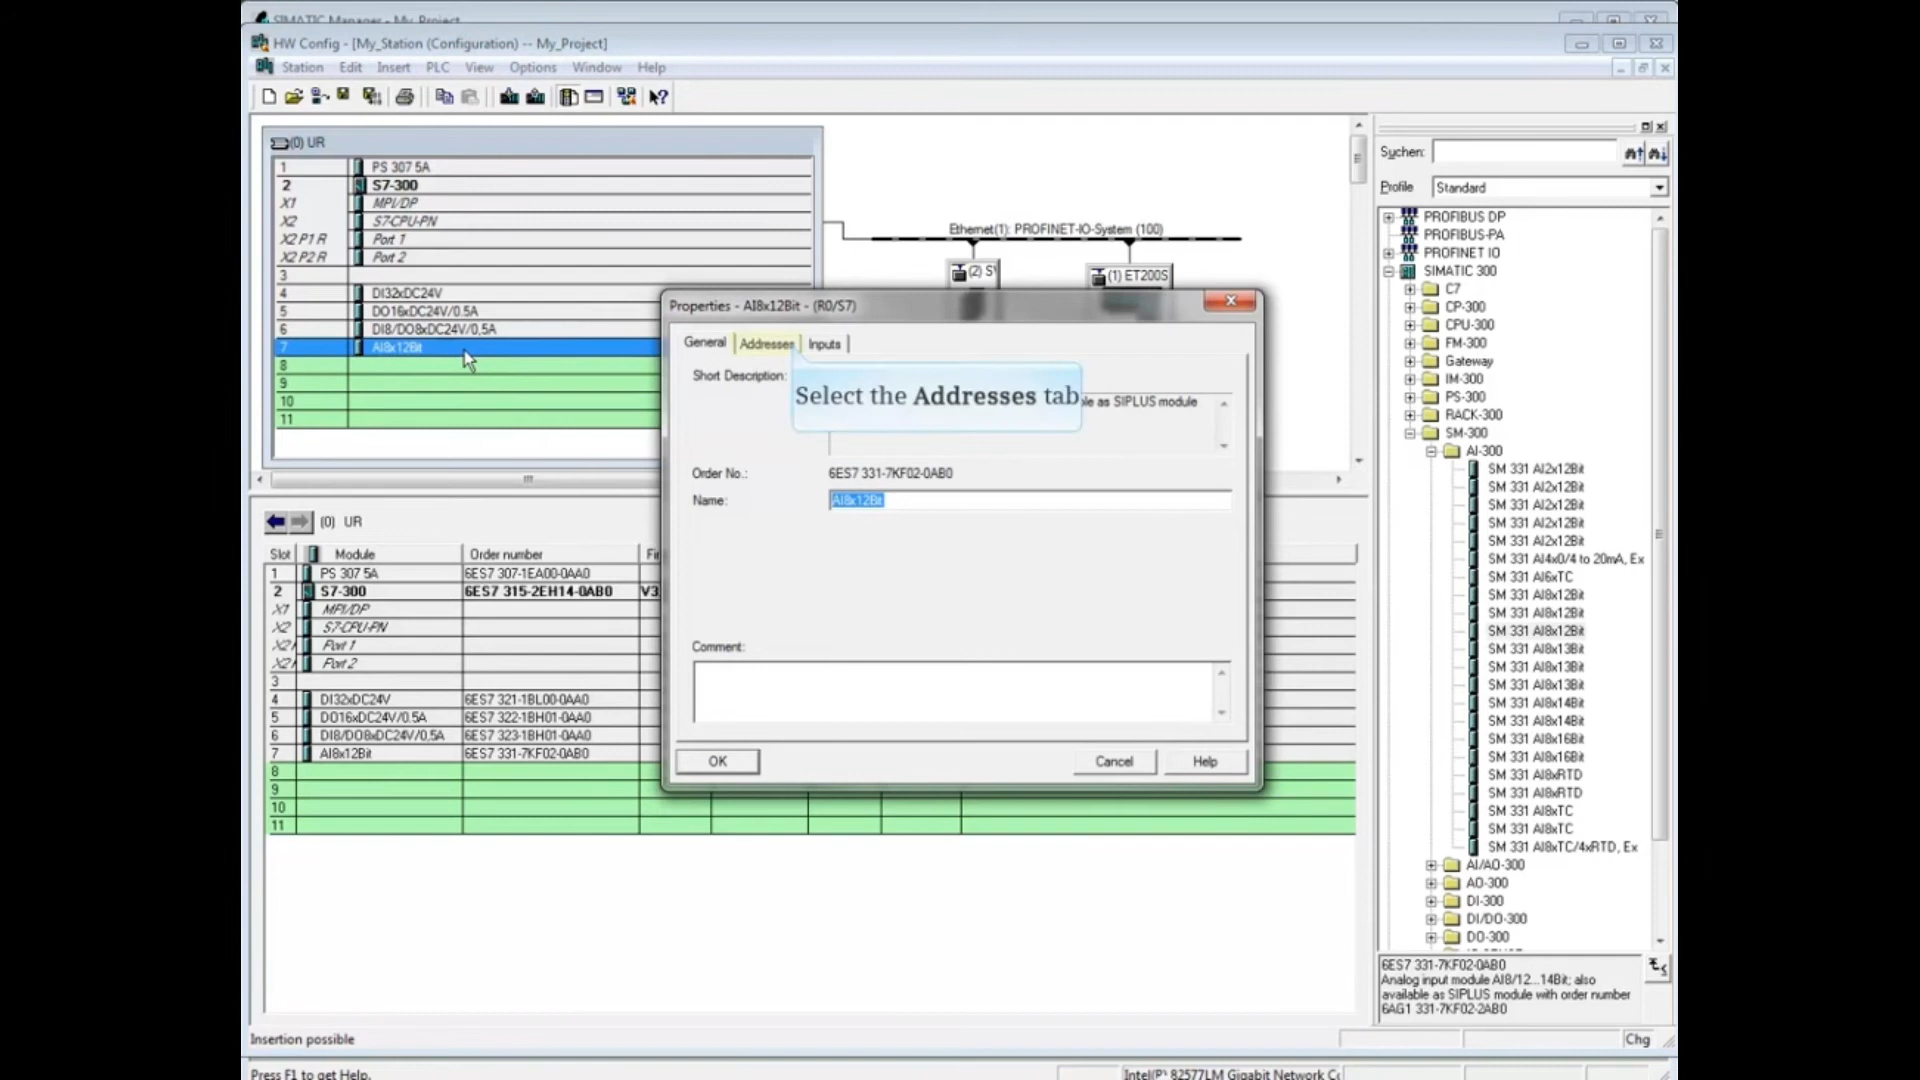 SIMATIC Manager - My_Project
HW Config - [My_Station (Configuration) -- My_Project]
Station Edit Insert PLC View Options Window Help
(0) UR
1 PS 307 5A
2 S7-300
X1 MPI/DP
X2 S7-CPU-PN
X2 P1 R Port 1
X2 P2 R Port 2
3
4 DI32xDC24V
5 DO16xDC24V/0.5A
6 DI8/DO8xDC24V/0,5A
7 AI8x12Bit
8
9
10
11
Ethernet(1): PROFINET-IO-System (100)
(2) S
(1) ET200S
Properties - AI8x12Bit - (R0/S7)
General Addresses Inputs
Short Description:
Select the Addresses tab
ble as SIPLUS module
Order No.: 6ES7 331-7KF02-0AB0
Name: AI8x12Bit
Comment:
OK Cancel Help
(0) UR
Slot Module Order number Fi
1 PS 307 5A 6ES7 307-1EA00-0AA0
2 S7-300 6ES7 315-2EH14-0AB0 V3
X1 MPI/DP
X2 S7-CPU-PN
X2 Port 1
X2 Port 2
3
4 DI32xDC24V 6ES7 321-1BL00-0AA0
5 DO16xDC24V/0.5A 6ES7 322-1BH01-0AA0
6 DI8/DO8xDC24V/0,5A 6ES7 323-1BH01-0AA0
7 AI8x12Bit 6ES7 331-7KF02-0AB0
8
9
10
11
Suchen:
Profile Standard
PROFIBUS DP
PROFIBUS-PA
PROFINET IO
SIMATIC 300
C7
CP-300
CPU-300
FM-300
Gateway
IM-300
PS-300
RACK-300
SM-300
AI-300
SM 331 AI2x12Bit
SM 331 AI2x12Bit
SM 331 AI2x12Bit
SM 331 AI2x12Bit
SM 331 AI2x12Bit
SM 331 AI4x0/4 to 20mA, Ex
SM 331 AI6xTC
SM 331 AI8x12Bit
SM 331 AI8x12Bit
SM 331 AI8x12Bit
SM 331 AI8x13Bit
SM 331 AI8x13Bit
SM 331 AI8x13Bit
SM 331 AI8x14Bit
SM 331 AI8x14Bit
SM 331 AI8x16Bit
SM 331 AI8x16Bit
SM 331 AI8xRTD
SM 331 AI8xRTD
SM 331 AI8xTC
SM 331 AI8xTC
SM 331 AI8xTC/4xRTD, Ex
AI/AO-300
AO-300
DI-300
DI/DO-300
DO-300
6ES7 331-7KF02-0AB0
Analog input module AI8/12...14Bit; also
available as SIPLUS module with order number
6AG1 331-7KF02-2AB0
Insertion possible
Chg
Press F1 to get Help.
Intel(R) 82577LM Gigabit Network Co